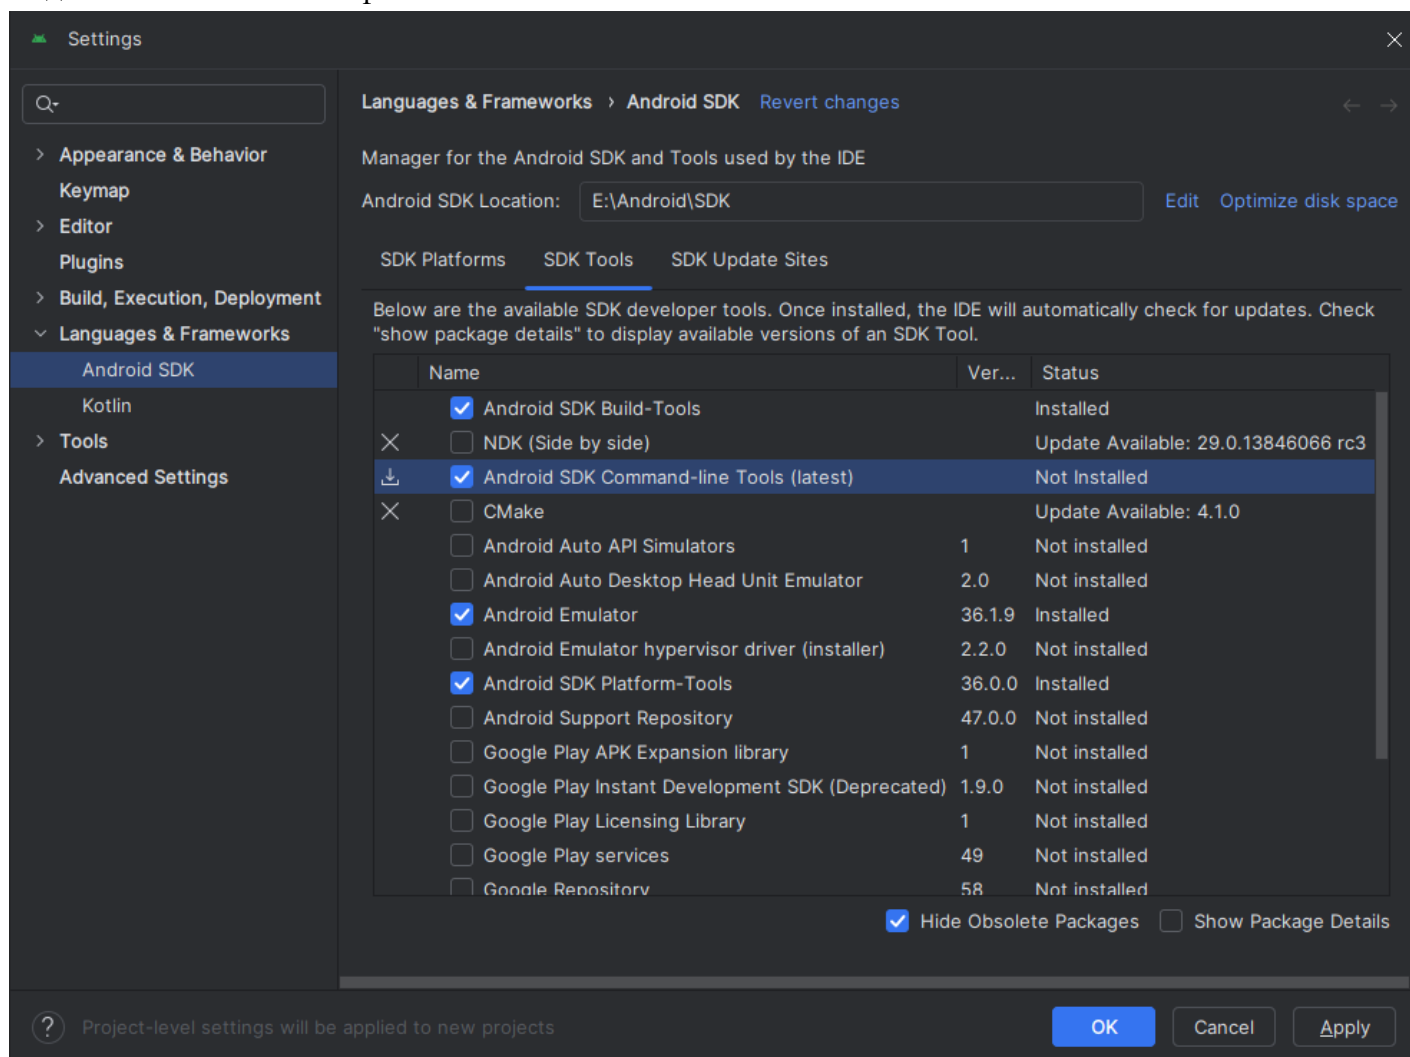 Settings
Languages & Frameworks › Android SDK Revert changes
Appearance & Behavior
Keymap
Editor
Plugins
Build, Execution, Deployment
Languages & Frameworks
Android SDK
Kotlin
Tools
Advanced Settings
Manager for the Android SDK and Tools used by the IDE
Android SDK Location: E:\Android\SDK Edit Optimize disk space
SDK Platforms SDK Tools SDK Update Sites
Below are the available SDK developer tools. Once installed, the IDE will automatically check for updates. Check
"show package details" to display available versions of an SDK Tool.
Name Ver... Status
Android SDK Build-Tools Installed
NDK (Side by side) Update Available: 29.0.13846066 rc3
Android SDK Command-line Tools (latest) Not Installed
CMake Update Available: 4.1.0
Android Auto API Simulators 1 Not installed
Android Auto Desktop Head Unit Emulator 2.0 Not installed
Android Emulator 36.1.9 Installed
Android Emulator hypervisor driver (installer) 2.2.0 Not installed
Android SDK Platform-Tools 36.0.0 Installed
Android Support Repository 47.0.0 Not installed
Google Play APK Expansion library 1 Not installed
Google Play Instant Development SDK (Deprecated) 1.9.0 Not installed
Google Play Licensing Library 1 Not installed
Google Play services 49 Not installed
Google Repository 58 Not installed
Hide Obsolete Packages Show Package Details
? Project-level settings will be applied to new projects
OK Cancel Apply